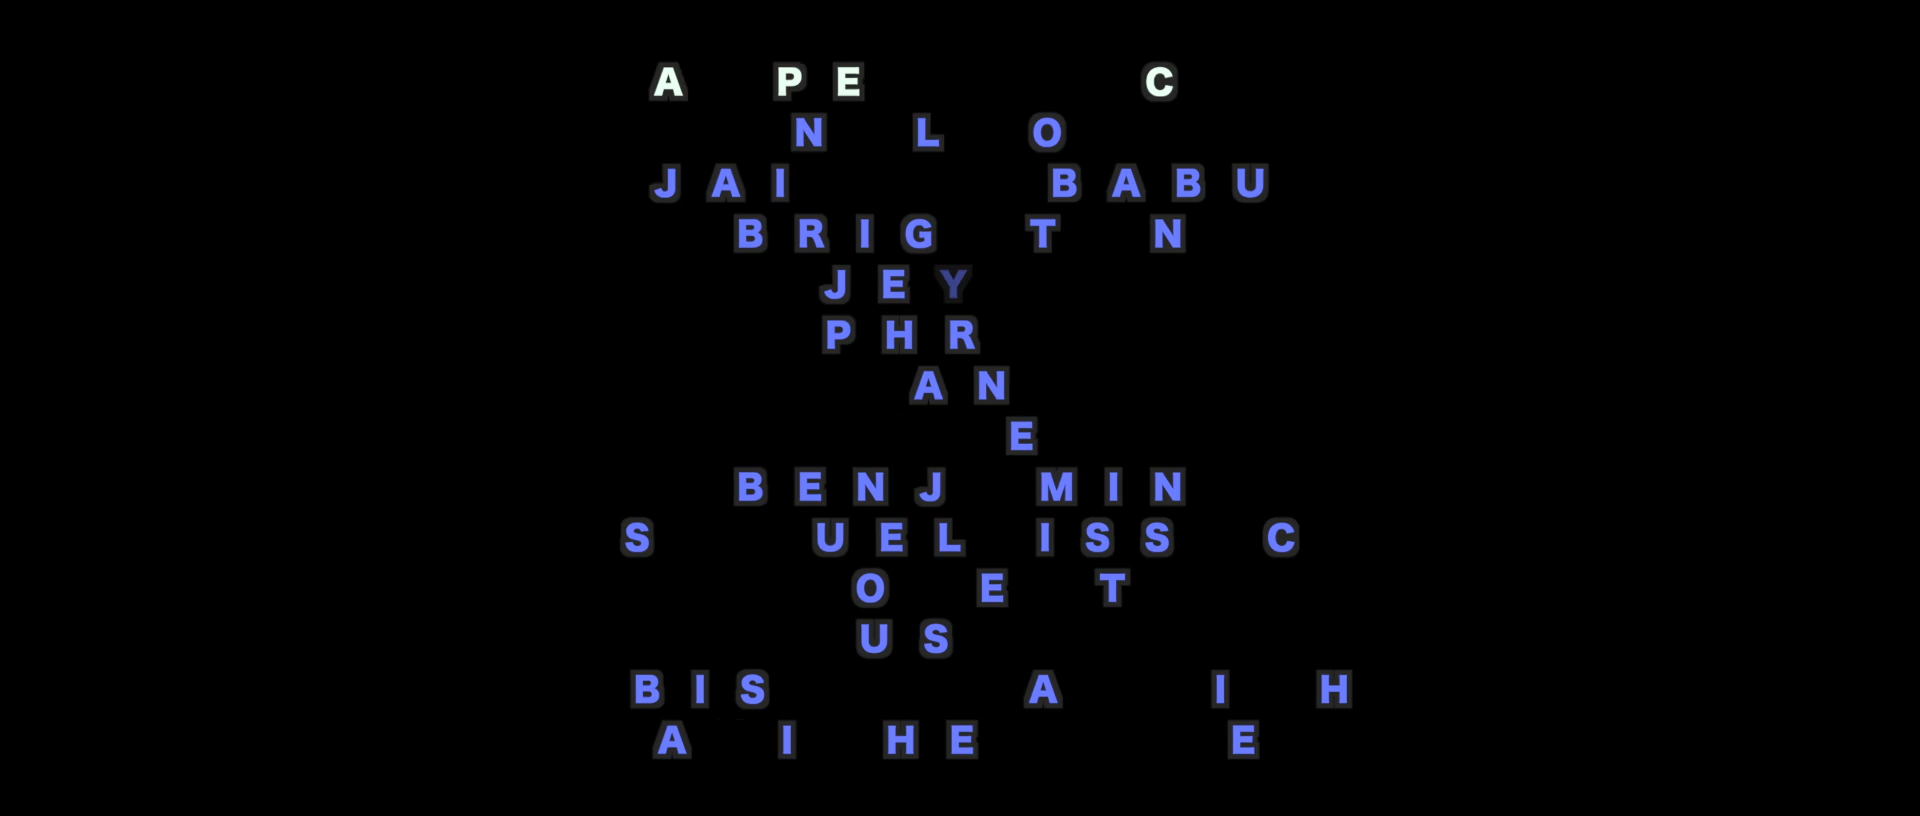 A PE C
N L O
JAI BABU
BRIG T N
JEY
PHR
AN
E
BENJ MIN
S UEL ISS C
O E T
US
BIS A I H
A I HE E